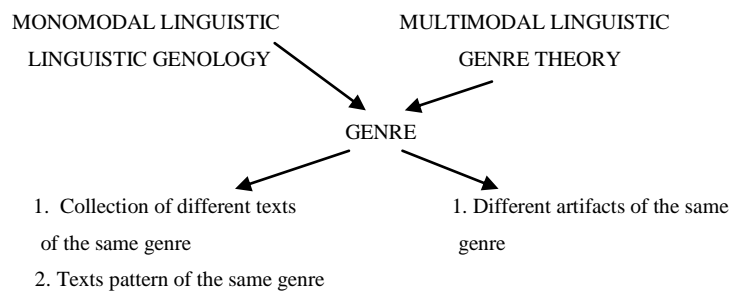 MONOMODAL LINGUISTIC
LINGUISTIC GENOLOGY
MULTIMODAL LINGUISTIC
GENRE THEORY
GENRE
1. Collection of different texts
of the same genre
2. Texts pattern of the same genre
1. Different artifacts of the same
genre